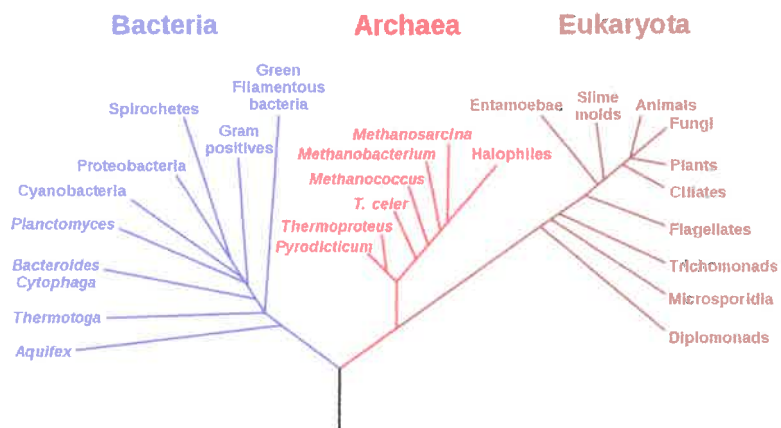 Bacteria
Archaea
Eukaryota
Green
Filamentous
bacteria
Spirochetes
Gram
positives
Proteobacteria
Cyanobacteria
Planctomyces
Bacteroides
Cytophaga
Thermotoga
Aquifex
Methanosarcina
Methanobacterium
Halophiles
Methanococcus
T. celer
Thermoproteus
Pyrodicticum
Entamoebae
Slime
molds
Animals
Fungi
Plants
Ciliates
Flagellates
Trichomonads
Microsporidia
Diplomonads